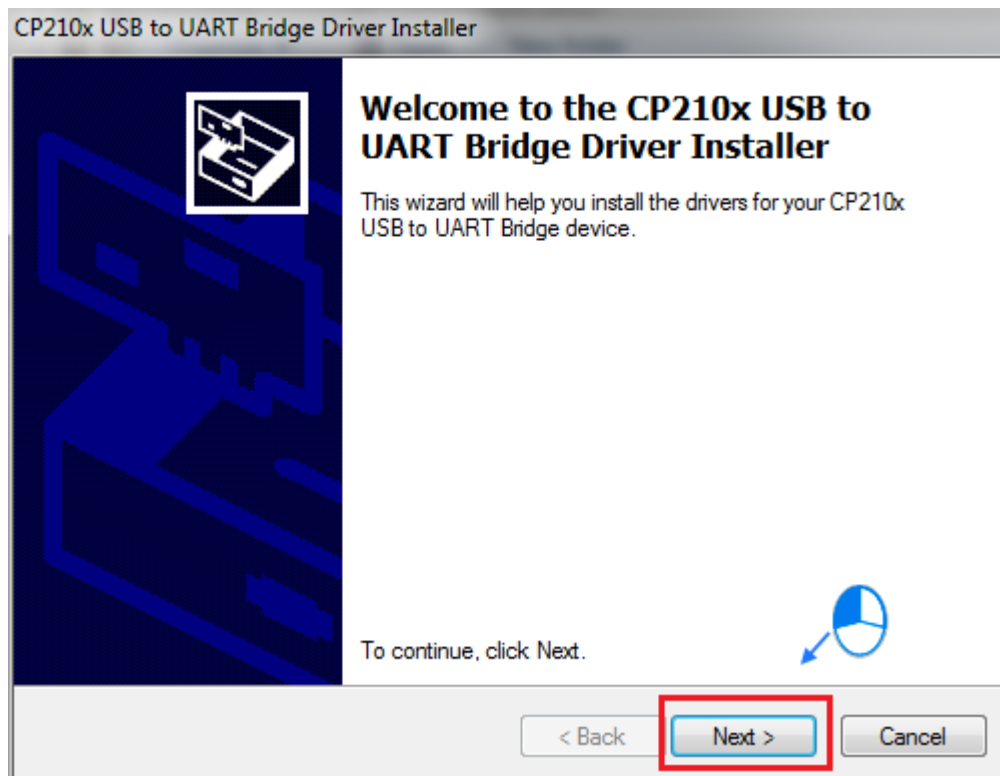 CP210x USB to UART Bridge Driver Installer
Welcome to the CP210x USB to
UART Bridge Driver Installer
This wizard will help you install the drivers for your CP210x
USB to UART Bridge device.
To continue, click Next.
< Back
Next >
Cancel